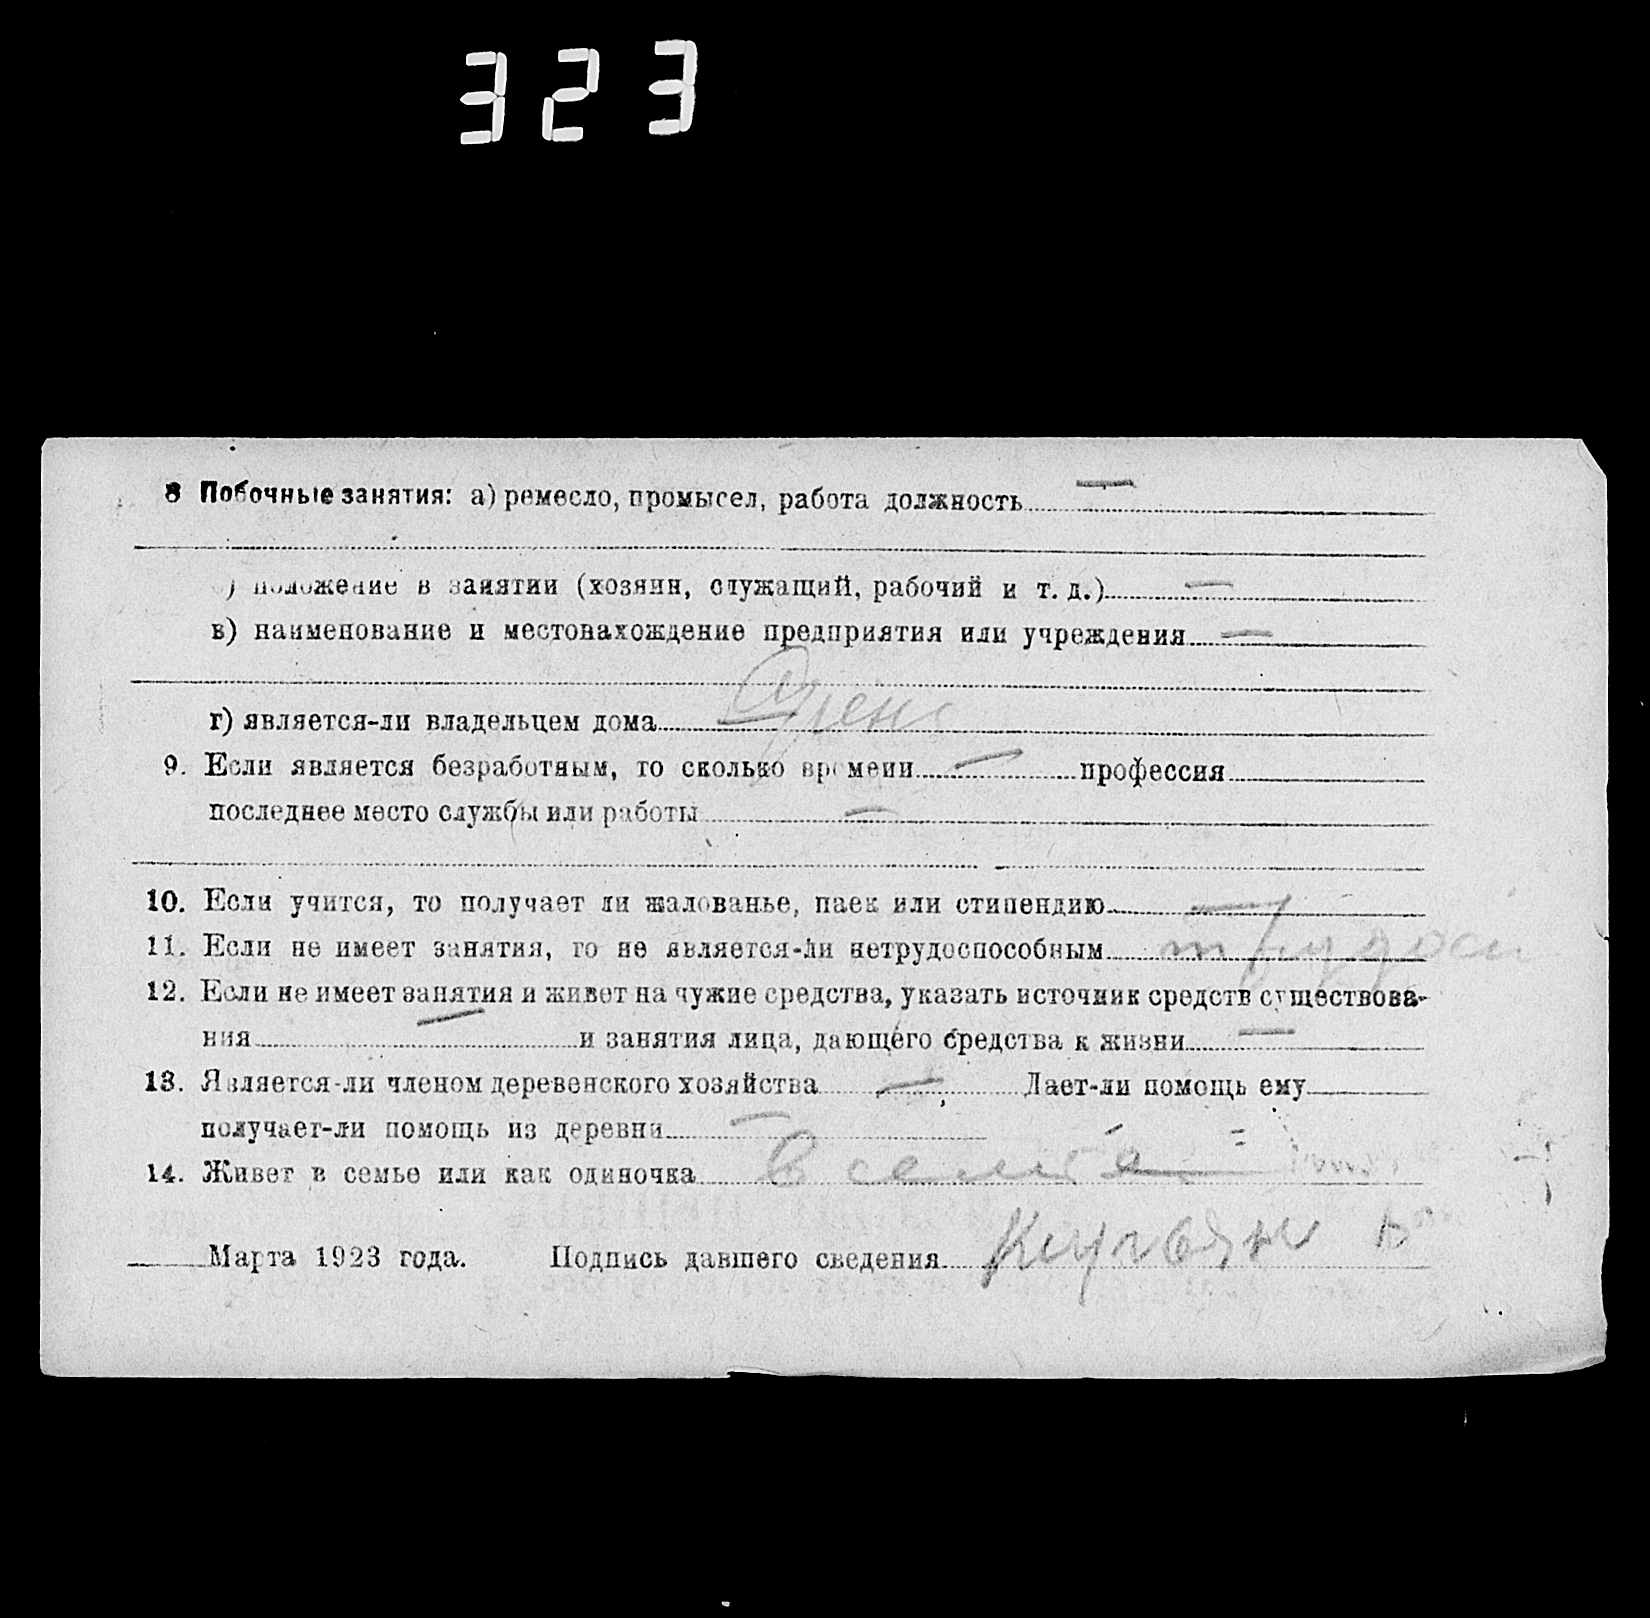 323
8 Побочные занятия: а) ремесло, промысел, работа должность —
) положение в занятии (хозяин, служащий, рабочий и т. д.) —
в) наименование и местонахождение предприятия или учреждения —
г) является-ли владельцем дома
9. Если является безработным, то сколько времени — профессия
последнее место службы или работы —
10. Если учится, то получает ли жалованье, паек или стипендию —
11. Если не имеет занятия, то не является-ли нетрудоспособным трудосп
12. Если не имеет занятия и живет на чужие средства, указать источник средств существова-
ния — и занятия лица, дающего средства к жизни —
13. Является-ли членом деревенского хозяйства — Дает-ли помощь ему
получает-ли помощь из деревни —
14. Живет в семье или как одиночка в семье
Марта 1923 года. Подпись давшего сведения